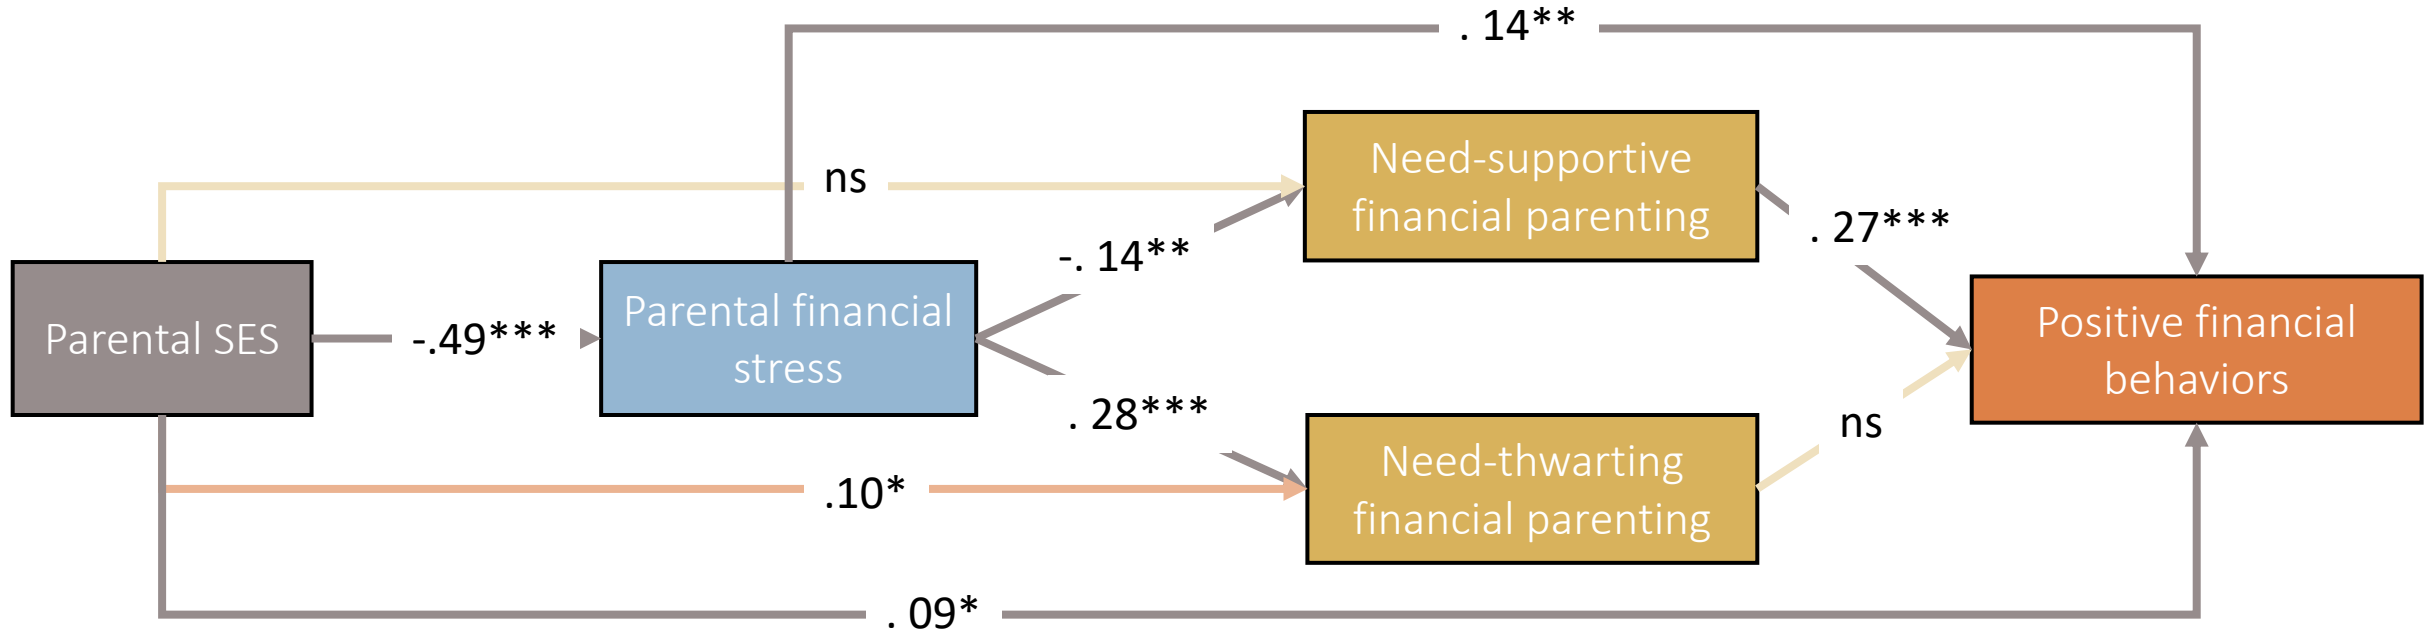 . 14**
Need-supportive
financial parenting
ns
. 27***
-. 14**
Parental SES
-.49***
Parental financial
stress
Positive financial
behaviors
. 28***
ns
Need-thwarting
financial parenting
.10*
. 09*